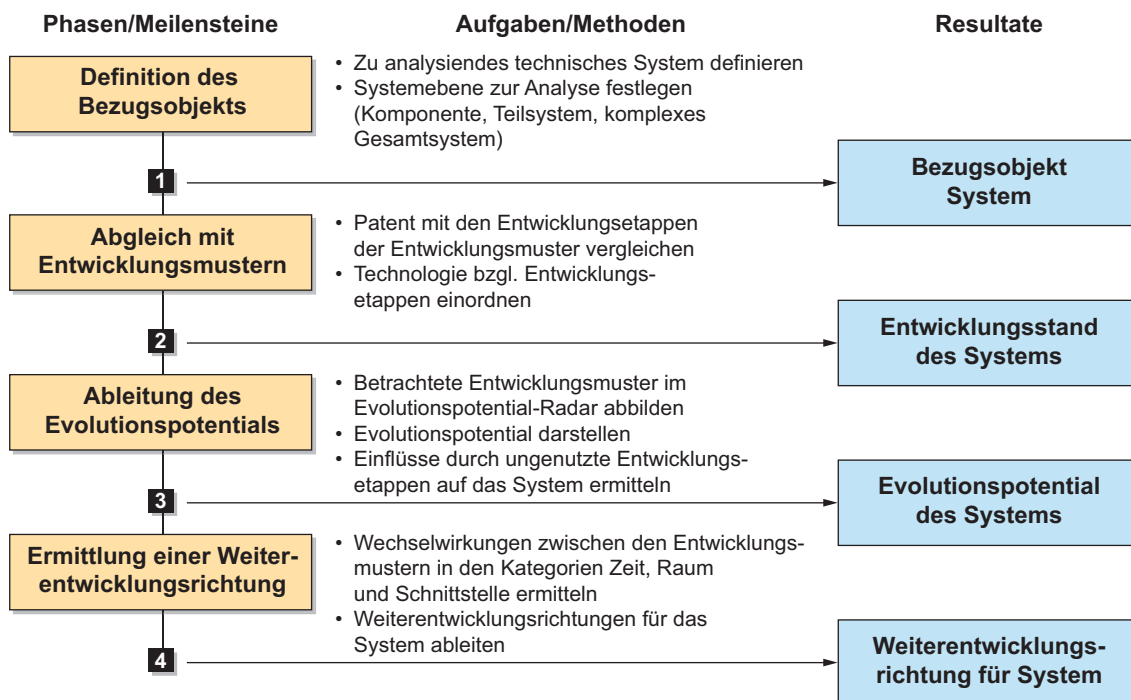 Phasen/Meilensteine
Aufgaben/Methoden
Resultate
Definition des
Bezugsobjekts
• Zu analysiendes technisches System definieren
• Systemebene zur Analyse festlegen
(Komponente, Teilsystem, komplexes
Gesamtsystem)
1
Bezugsobjekt
System
Abgleich mit
Entwicklungsmustern
• Patent mit den Entwicklungsetappen
der Entwicklungsmuster vergleichen
• Technologie bzgl. Entwicklungs-
etappen einordnen
2
Entwicklungsstand
des Systems
Ableitung des
Evolutionspotentials
• Betrachtete Entwicklungsmuster im
Evolutionspotential-Radar abbilden
• Evolutionspotential darstellen
• Einflüsse durch ungenutzte Entwicklungs-
etappen auf das System ermitteln
3
Evolutionspotential
des Systems
Ermittlung einer Weiter-
entwicklungsrichtung
• Wechselwirkungen zwischen den Entwicklungs-
mustern in den Kategorien Zeit, Raum
und Schnittstelle ermitteln
• Weiterentwicklungsrichtungen für das
System ableiten
4
Weiterentwicklungs-
richtung für System